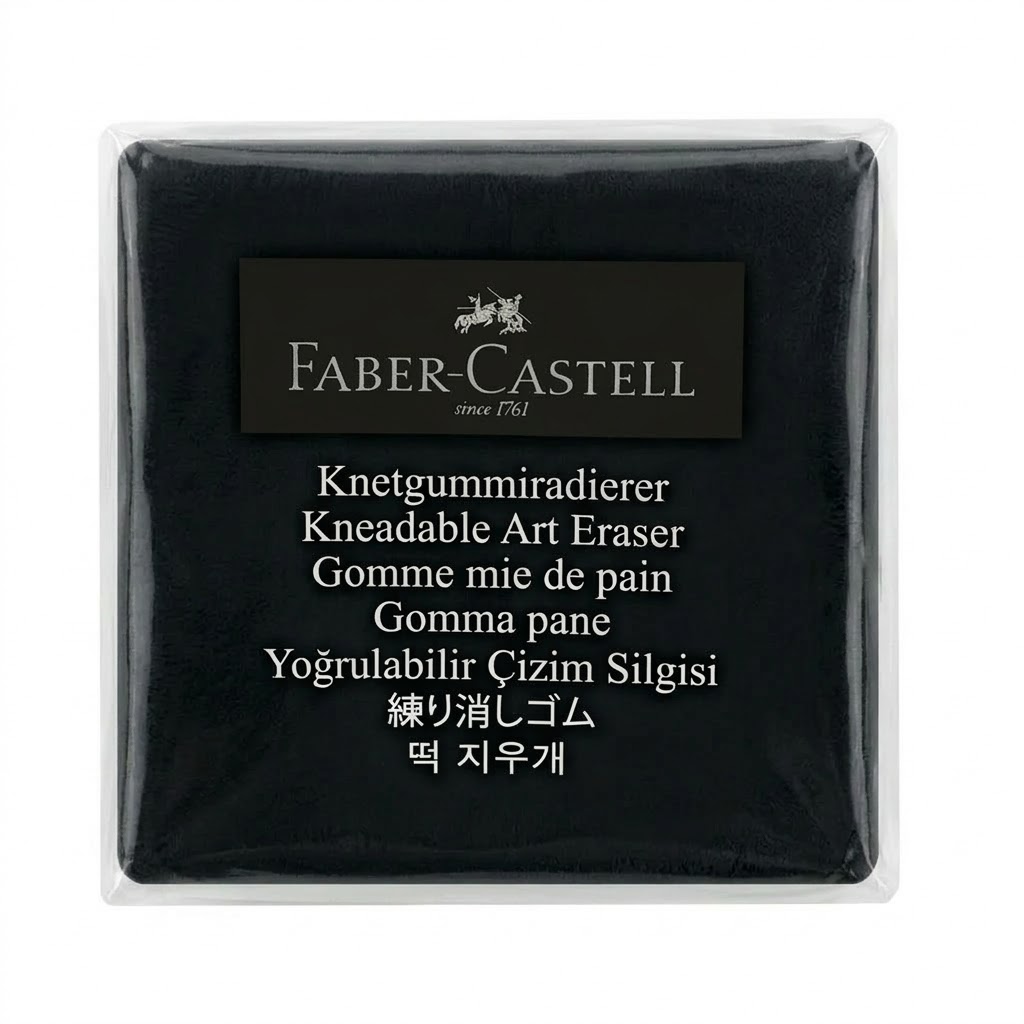 FABER-CASTELL
since 1761
Knetgummiradierer
Kneadable Art Eraser
Gomme mie de pain
Gomma pane
Yoğrulabilir Çizim Silgisi
練り消しゴム
떡 지우개